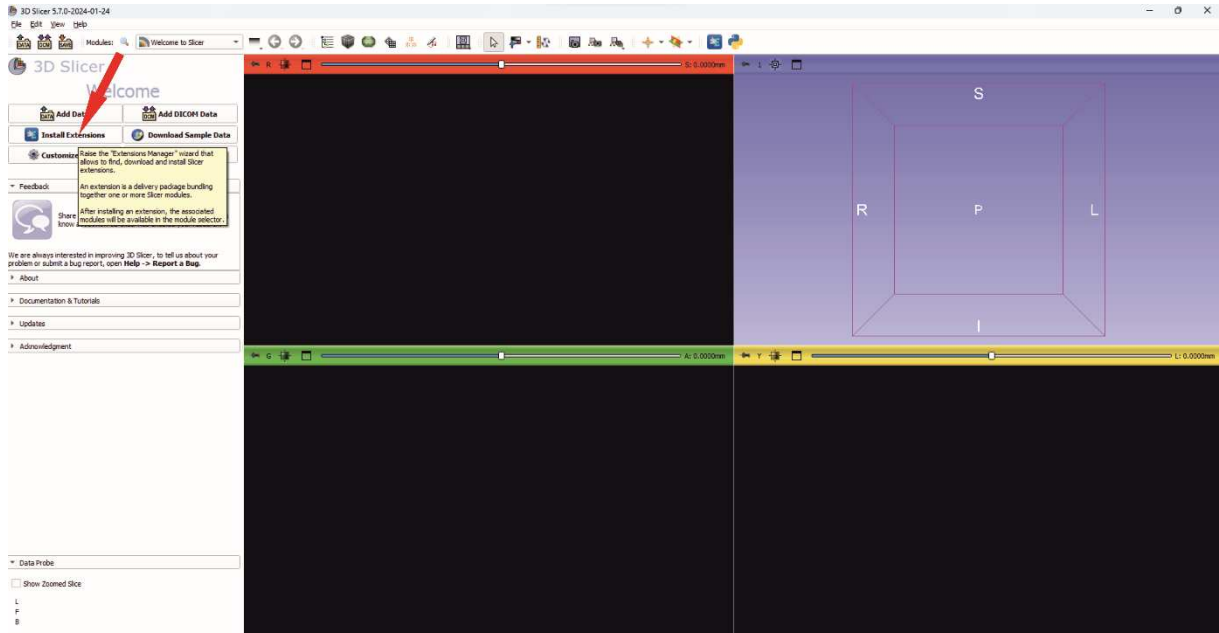 3D Slicer 5.7.0-2024-01-24
File Edit View Help
DATA DCM SAVE Modules: Welcome to Slicer
3D Slicer
Welcome
Add Dat
DATA
Add DICOM Data
DCM
Install Extensions
Download Sample Data
Customize
Raise the "Extensions Manager" wizard that
allows to find, download and install Slicer
extensions.
An extension is a delivery package bundling
together one or more Slicer modules.
After installing an extension, the associated
modules will be available in the module selector.
Feedback
Share
know
We are always interested in improving 3D Slicer, to tell us about your
problem or submit a bug report, open Help -> Report a Bug.
About
Documentation & Tutorials
Updates
Acknowledgment
Data Probe
Show Zoomed Slice
L
F
B
R
S: 0.0000mm
1
S
R
P
L
I
G
A: 0.0000mm
Y
L: 0.0000mm